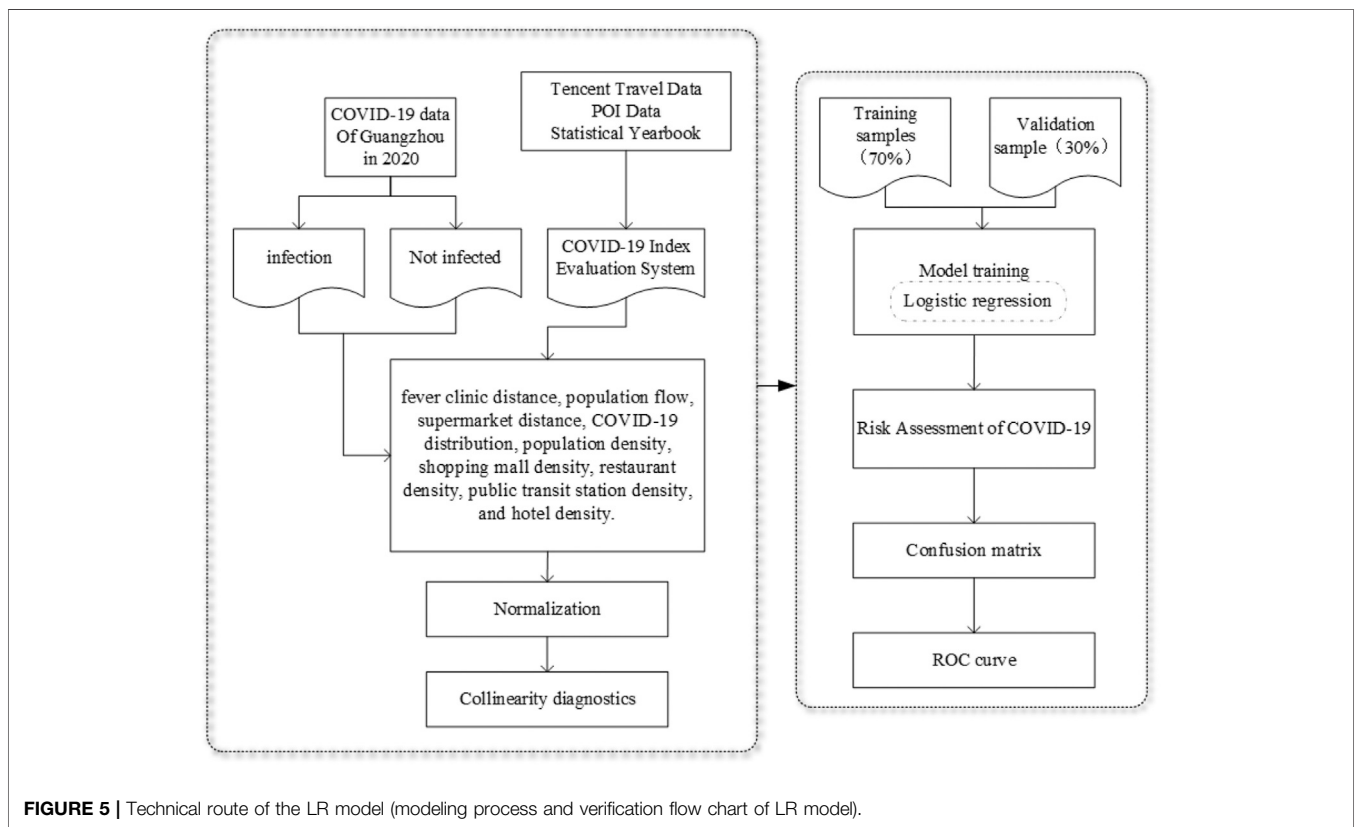 COVID-19 data
Of Guangzhou
in 2020
Tencent Travel Data
POI Data
Statistical Yearbook
infection
Not infected
COVID-19 Index
Evaluation System
fever clinic distance, population flow,
supermarket distance, COVID-19
distribution, population density,
shopping mall density, restaurant
density, public transit station density,
and hotel density.
Normalization
Collinearity diagnostics
Training
samples
（70%）
Validation
sample（30%）
Model training
Logistic regression
Risk Assessment of COVID-19
Confusion matrix
ROC curve
FIGURE 5 | Technical route of the LR model (modeling process and verification flow chart of LR model).